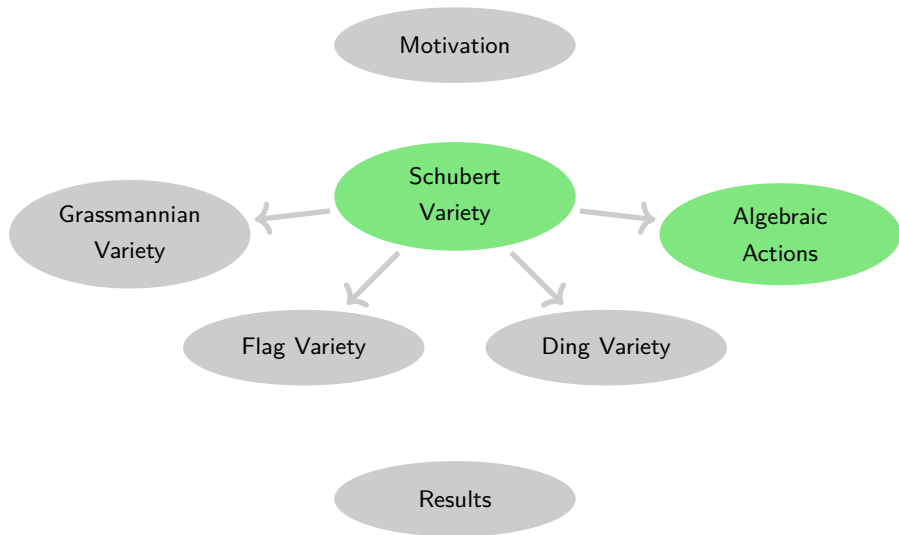 Motivation
Schubert
Variety
Grassmannian
Variety
Algebraic
Actions
Flag Variety
Ding Variety
Results